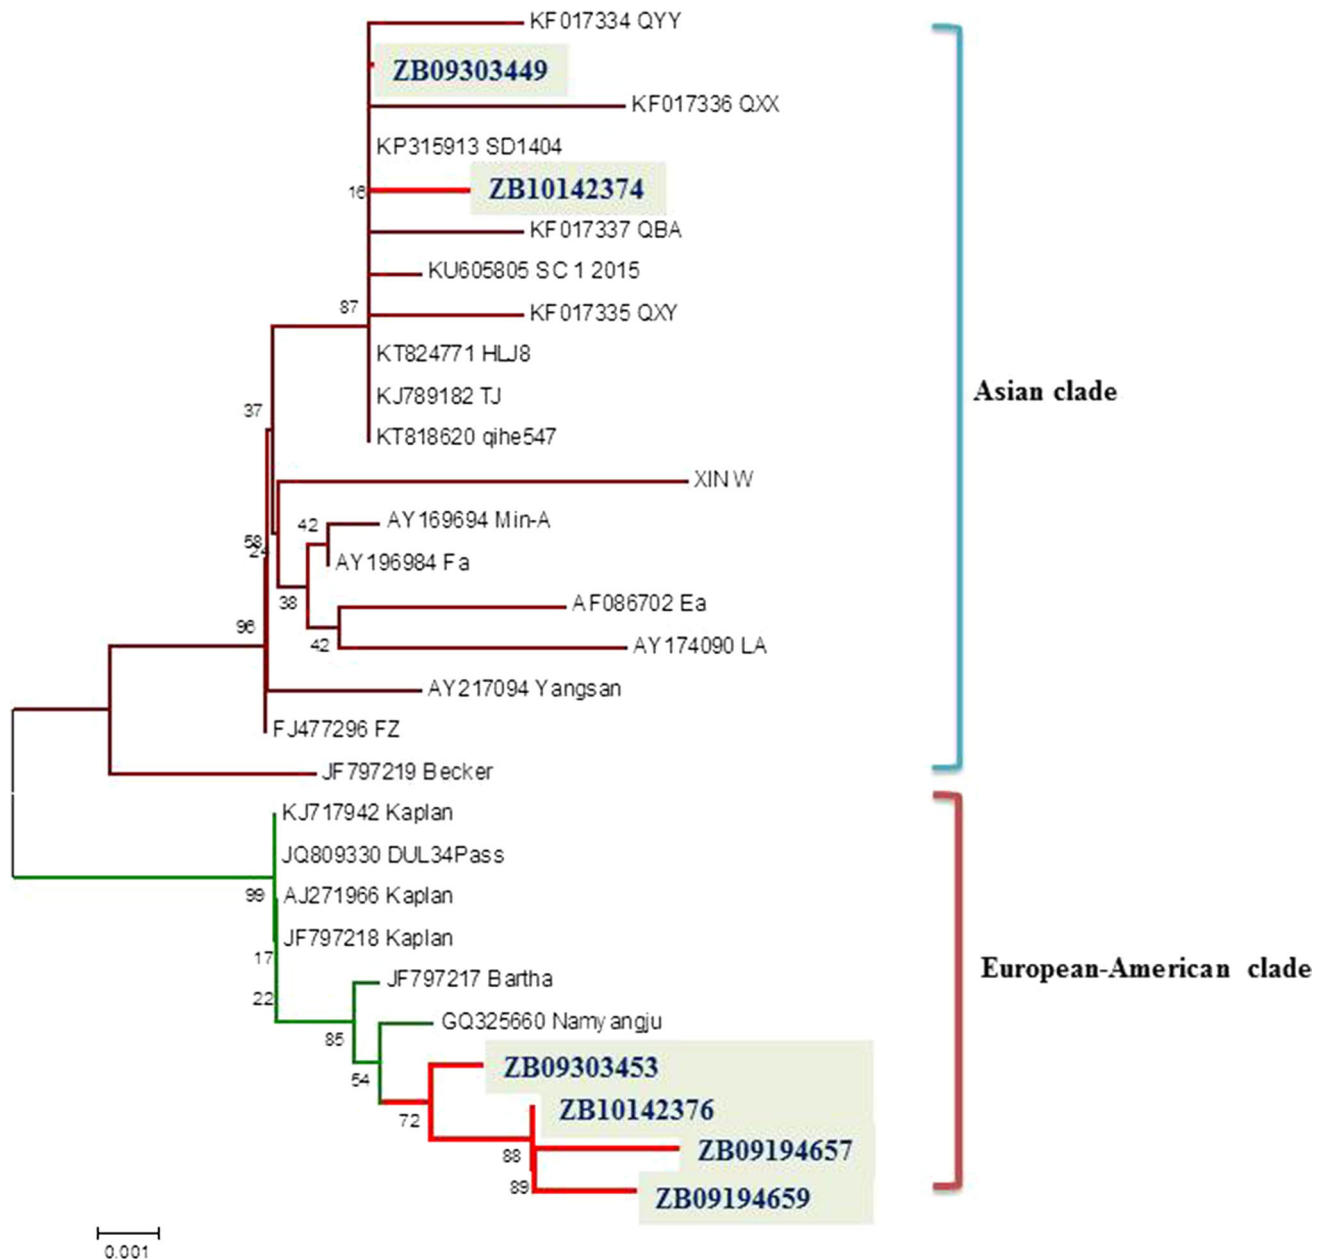 KF017334 QYY
ZB09303449
KF017336 QXX
KP315913 SD1404
16
ZB10142374
KF017337 QBA
KU605805 SC 1 2015
87
KF017335 QXY
KT824771 HLJ8
KJ789182 TJ
Asian clade
37
KT818620 qihe547
XIN W
42
AY169694 Min-A
58
24
AY196984 Fa
38
AF086702 Ea
96
42
AY174090 LA
AY217094 Yangsan
FJ477296 FZ
JF797219 Becker
KJ717942 Kaplan
JQ809330 DUL34Pass
99
AJ271966 Kaplan
JF797218 Kaplan
17
European-American clade
JF797217 Bartha
22
GQ325660 Namyangju
85
ZB09303453
54
ZB10142376
72
ZB09194657
88
89
ZB09194659
0.001